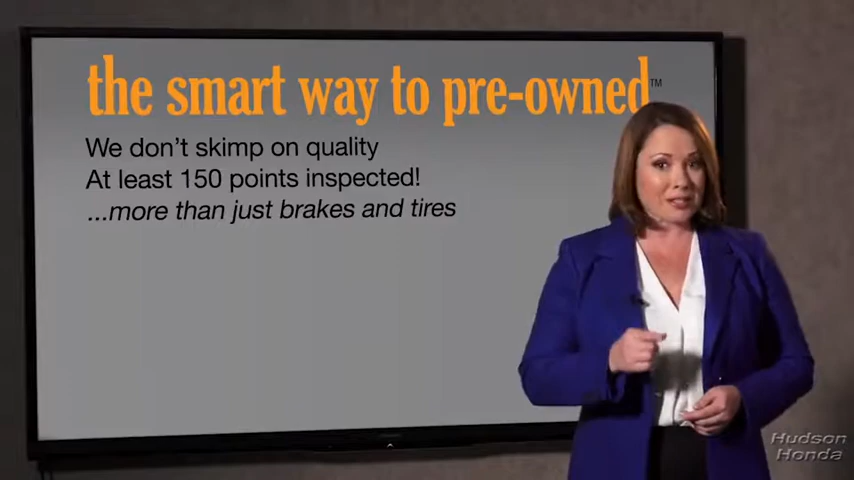 the smart way to pre-owned™
We don't skimp on quality
At least 150 points inspected!
...more than just brakes and tires
Hudson
Honda